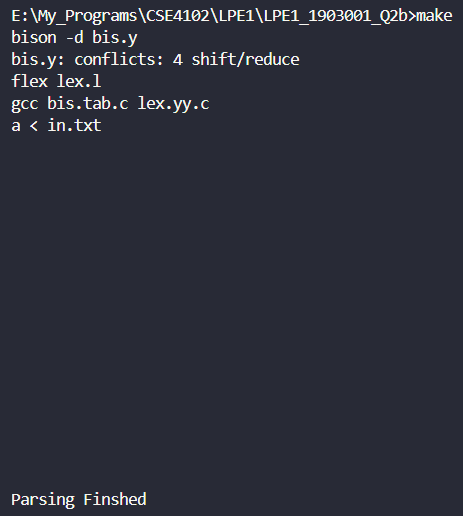 E:\My_Programs\CSE4102\LPE1\LPE1_1903001_Q2b>make
bison -d bis.y
bis.y: conflicts: 4 shift/reduce
flex lex.l
gcc bis.tab.c lex.yy.c
a < in.txt
Parsing Finshed